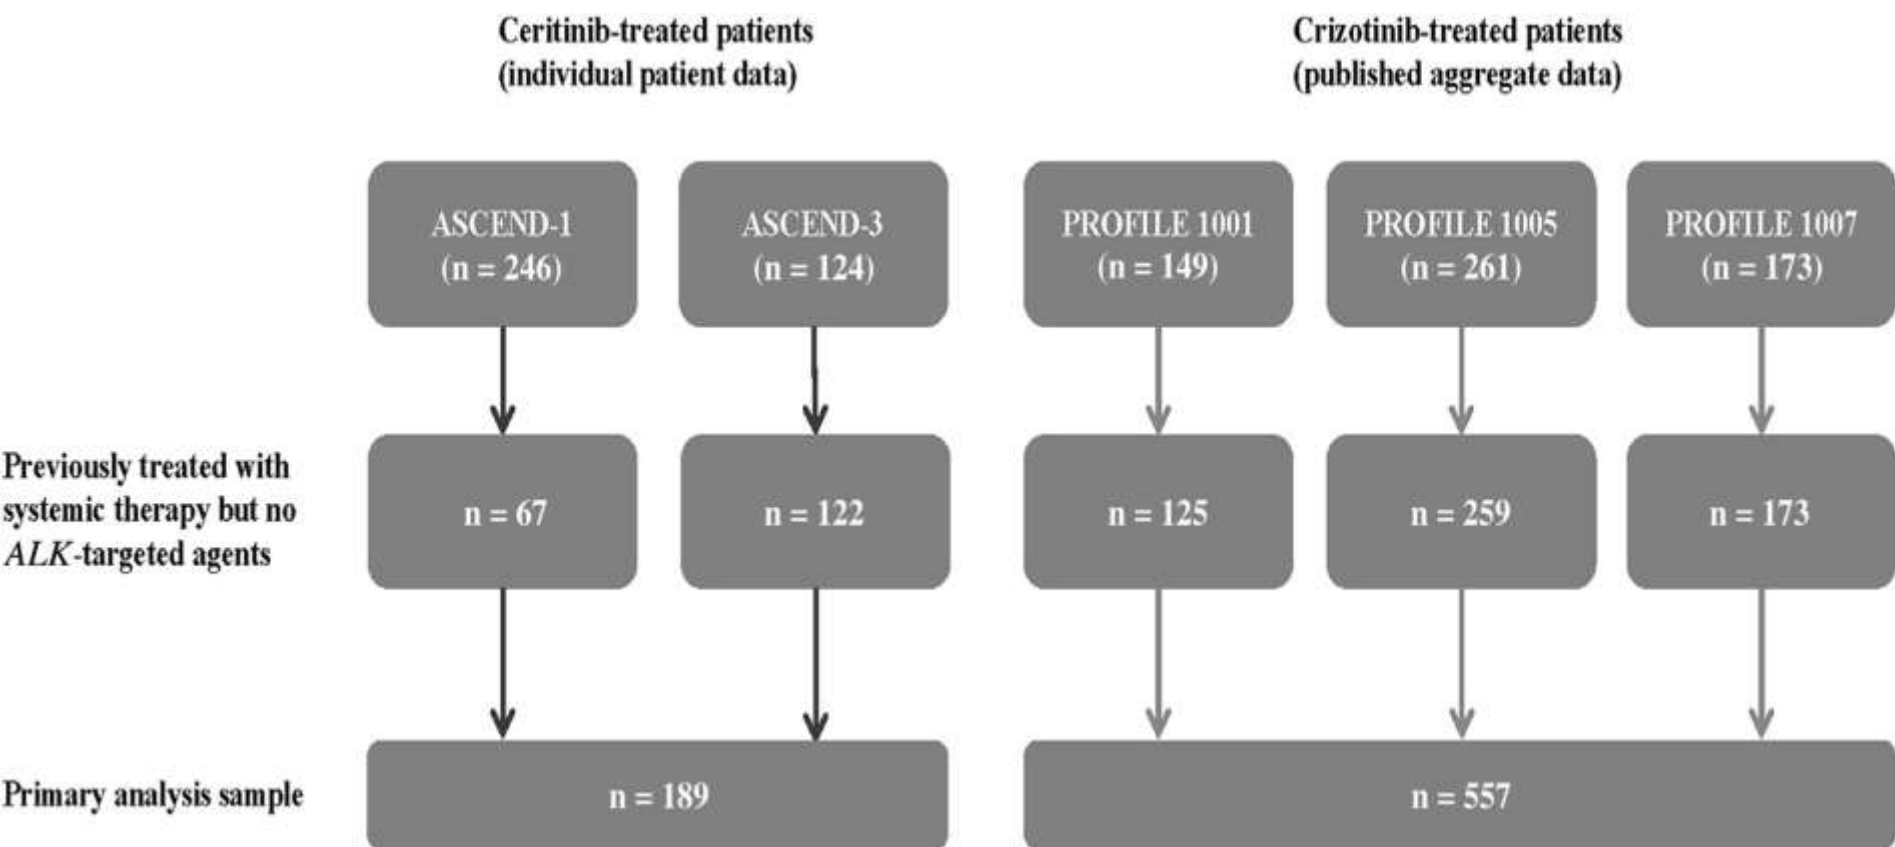 Ceritinib-treated patients
(individual patient data)
Crizotinib-treated patients
(published aggregate data)
ASCEND-1
(n = 246)
ASCEND-3
(n = 124)
PROFILE 1001
(n = 149)
PROFILE 1005
(n = 261)
PROFILE 1007
(n = 173)
Previously treated with
systemic therapy but no
ALK-targeted agents
n = 67
n = 122
n = 125
n = 259
n = 173
Primary analysis sample
n = 189
n = 557